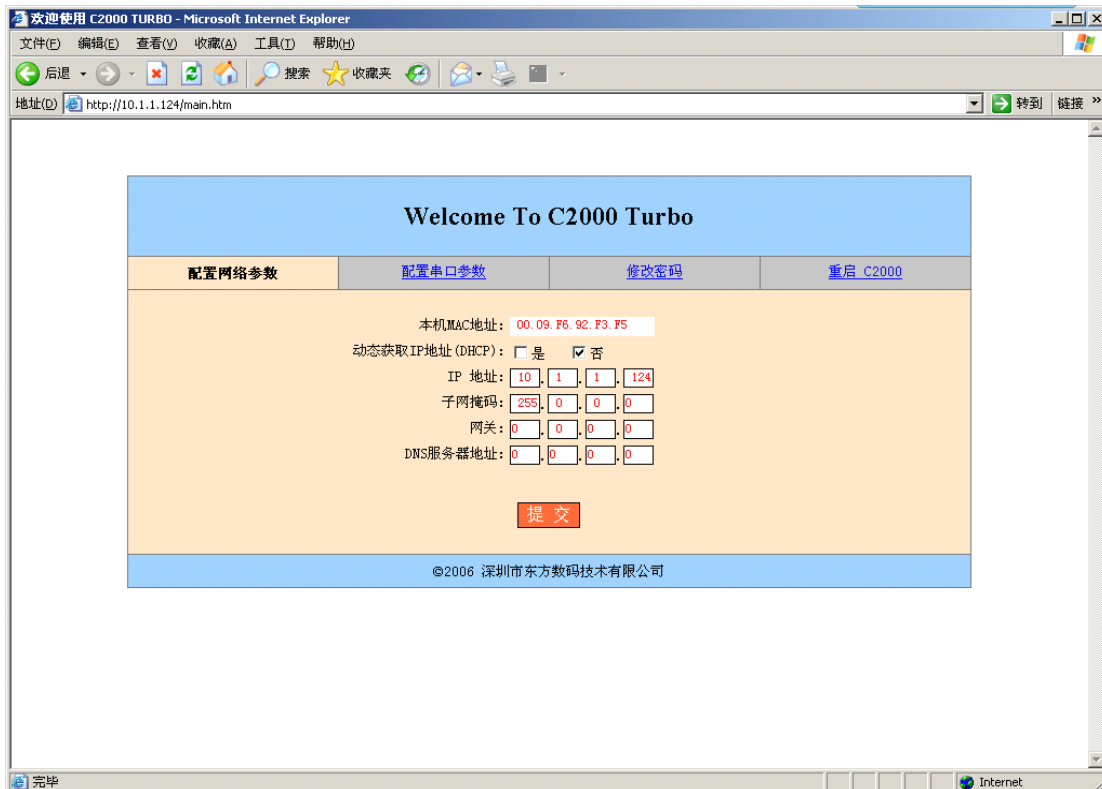 欢迎使用 C2000 TURBO - Microsoft Internet Explorer
文件(F) 编辑(E) 查看(V) 收藏(A) 工具(T) 帮助(H)
后退 搜索 收藏夹
地址(D) http://10.1.1.124/main.htm 转到 链接 »
Welcome To C2000 Turbo
配置网络参数 配置串口参数 修改密码 重启 C2000
本机MAC地址: 00.09.F6.92.F3.F5
动态获取IP地址(DHCP): 是 否
IP 地址: 10 . 1 . 1 . 124
子网掩码: 255 . 0 . 0 . 0
网关: 0 . 0 . 0 . 0
DNS服务器地址: 0 . 0 . 0 . 0
提 交
©2006 深圳市东方数码技术有限公司
完毕 Internet